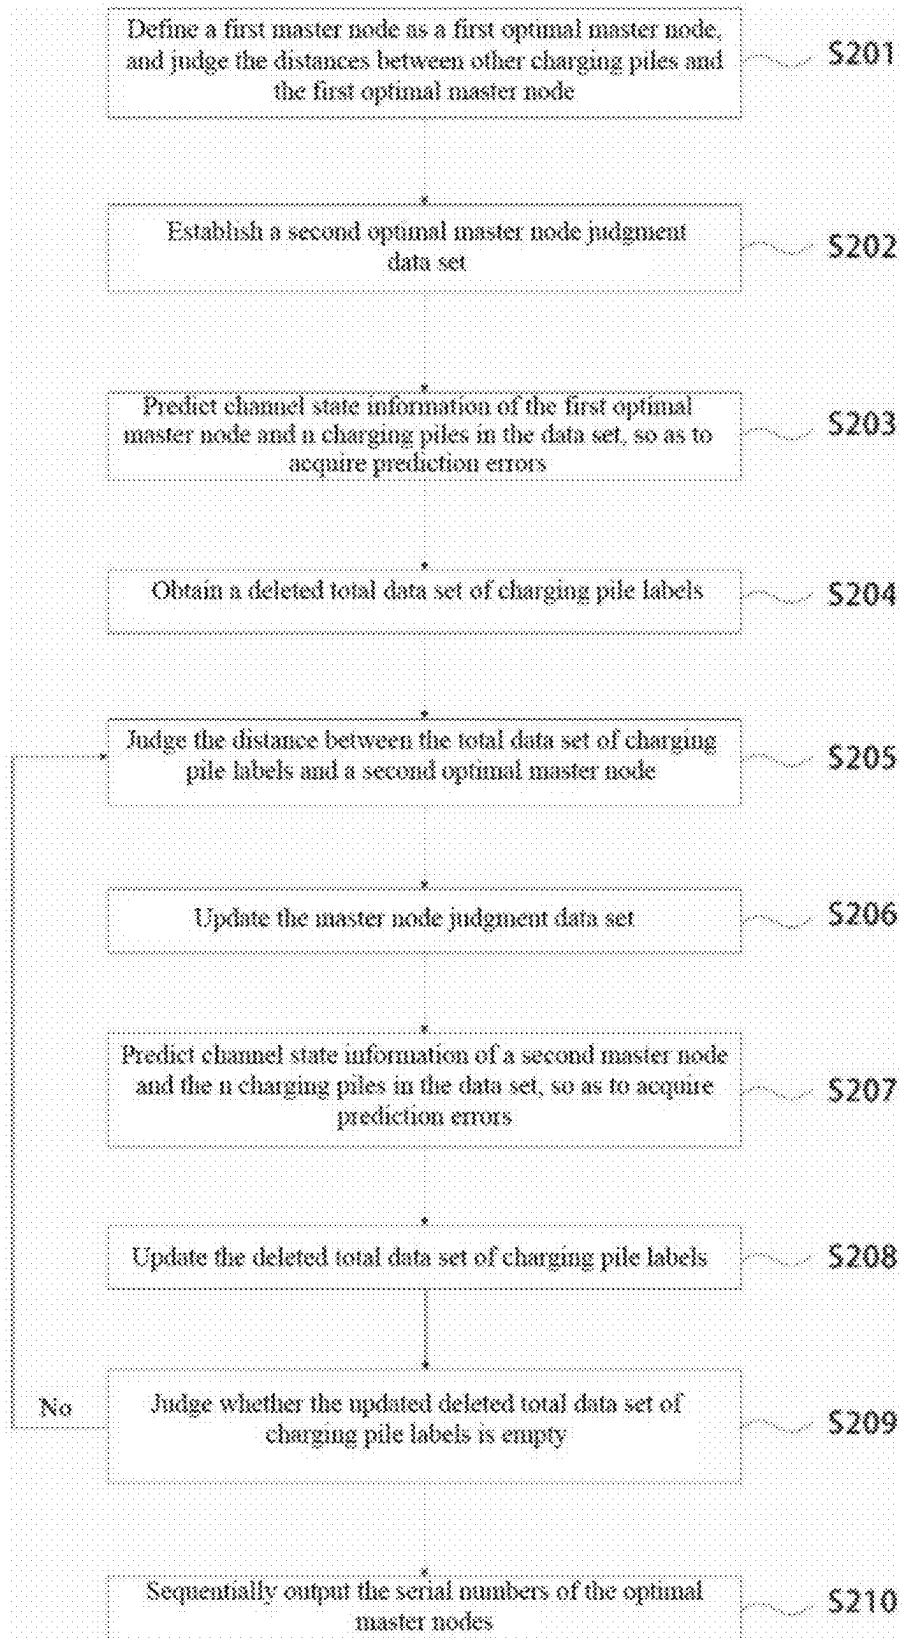 Define a first master node as a first optimal master node,
and judge the distances between other charging piles and
the first optimal master node
S201
Establish a second optimal master node judgment
data set
S202
Predict channel state information of the first optimal
master node and n charging piles in the data set, so as to
acquire prediction errors
S203
Obtain a deleted total data set of charging pile labels
S204
Judge the distance between the total data set of charging
pile labels and a second optimal master node
S205
Update the master node judgment data set
S206
Predict channel state information of a second master node
and the n charging piles in the data set, so as to acquire
prediction errors
S207
Update the deleted total data set of charging pile labels
S208
Judge whether the updated deleted total data set of
charging pile labels is empty
S209
No
Sequentially output the serial numbers of the optimal
master nodes
S210